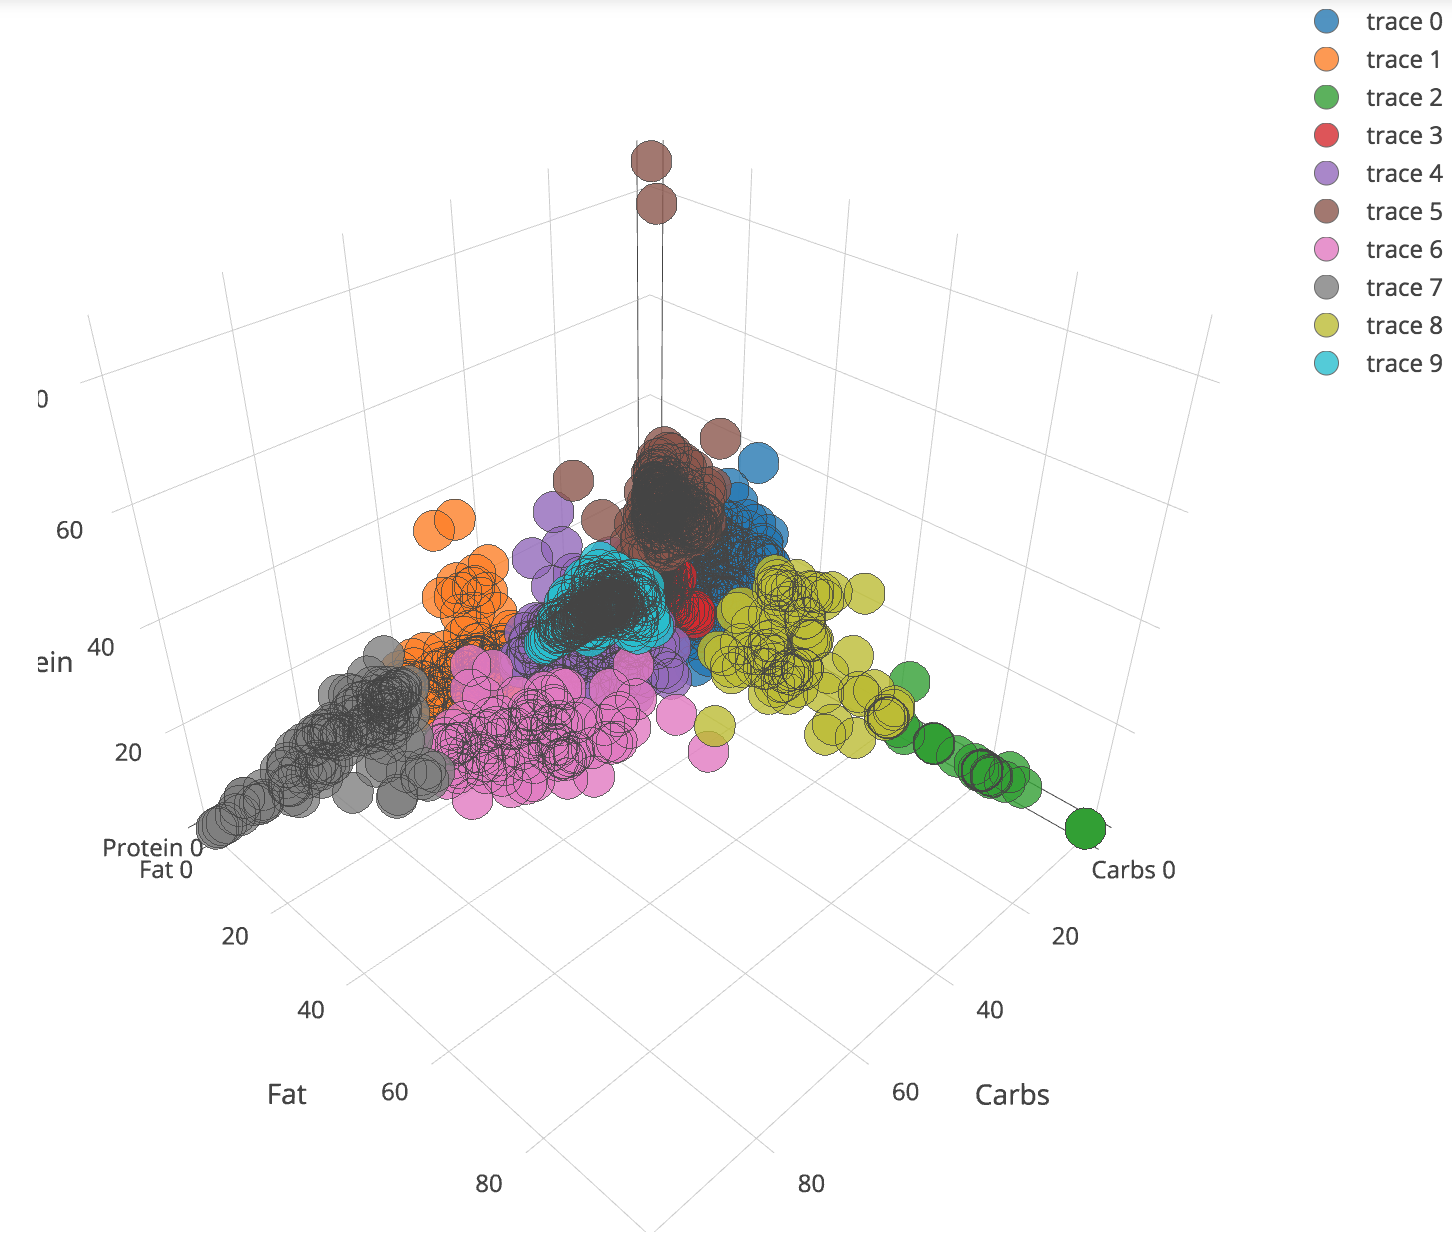 trace 0
trace 1
trace 2
trace 3
trace 4
trace 5
trace 6
trace 7
trace 8
trace 9
0
60
ein 40
20
Protein 0
Fat 0
Carbs 0
20
20
40
40
Fat 60
60 Carbs
80
80